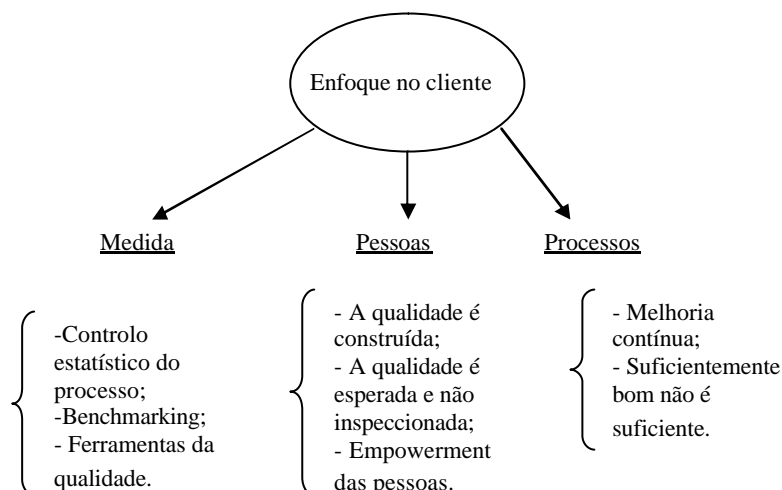 Enfoque no cliente
Medida
Pessoas
Processos
-Controlo
estatístico do
processo;
-Benchmarking;
- Ferramentas da
qualidade.
- A qualidade é
construída;
- A qualidade é
esperada e não
inspeccionada;
- Empowerment
das pessoas.
- Melhoria
contínua;
- Suficientemente
bom não é
suficiente.